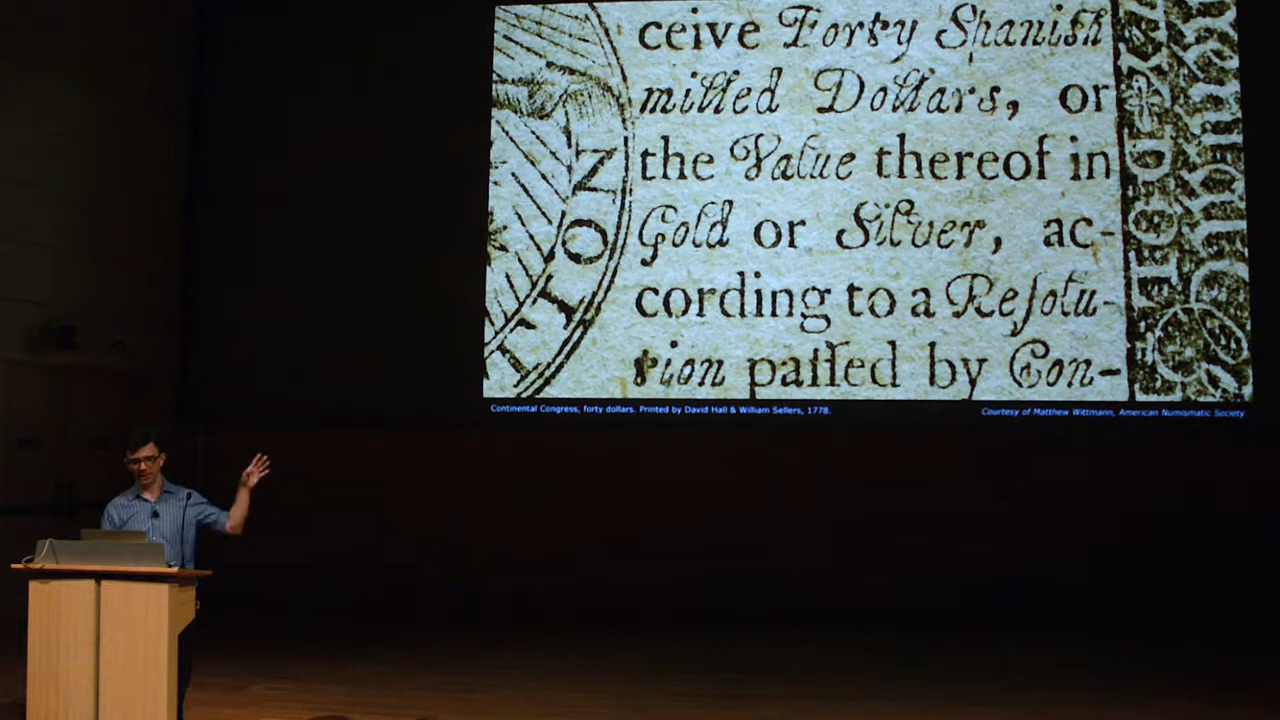 ceive Forty Spaniſh
milled Dollars, or
the Value thereof in
Gold or Silver, ac-
cording to a Reſolu-
tion paſſed by Con-
TION
Continental Congress, forty dollars. Printed by David Hall & William Sellers, 1778.
Courtesy of Matthew Wittmann, American Numismatic Society